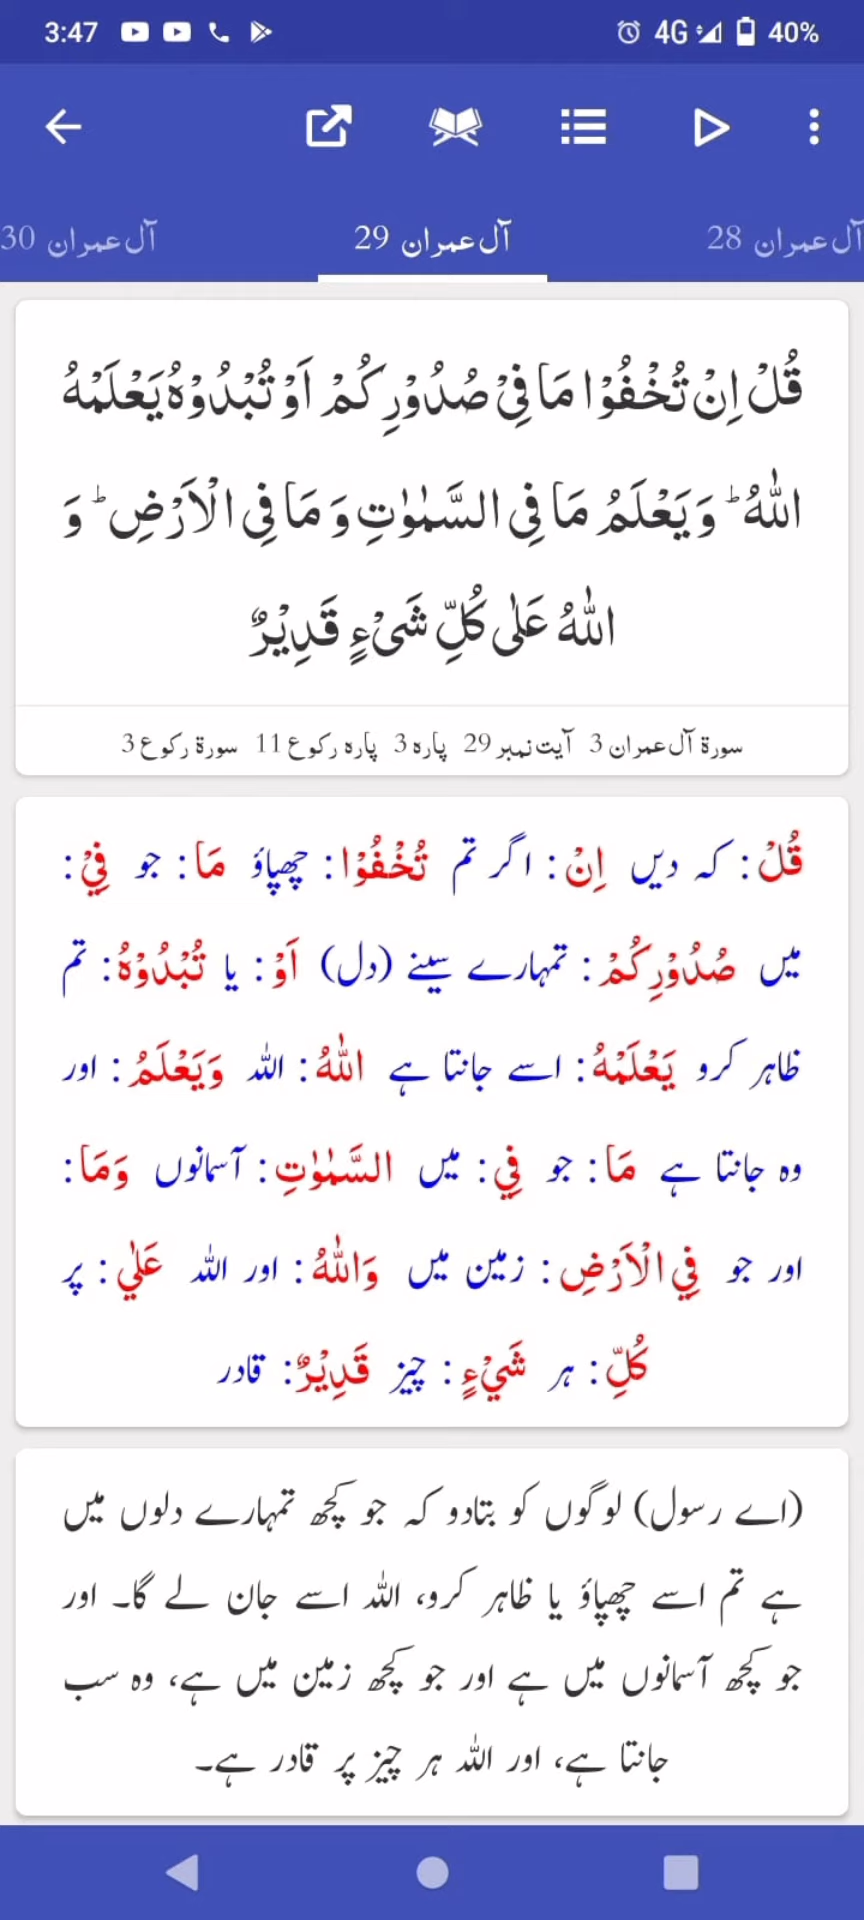 3:47
4G 40%
آل عمران 28 آل عمران 29 آل عمران 30
قُلْ اِنْ تُخْفُوْا مَا فِیْ صُدُوْرِكُمْ اَوْ تُبْدُوْهُ یَعْلَمْهُ
اللّٰهُ ؕ وَ یَعْلَمُ مَا فِی السَّمٰوٰتِ وَ مَا فِی الْاَرْضِ ؕ وَ
اللّٰهُ عَلٰی كُلِّ شَیْءٍ قَدِیْرٌ
سورۃ آل عمران 3 آیت نمبر 29 پارہ 3 پارہ رکوع 11 سورۃ رکوع 3
قُلْ : کہ دیں اِنْ : اگر تم تُخْفُوْا : چھپاؤ مَا : جو فِيْ :
میں صُدُوْرِكُمْ : تمہارے سینے (دل) اَوْ : یا تُبْدُوْهُ : تم
ظاہر کرو يَعْلَمْهُ : اسے جانتا ہے اللّٰهُ : اللہ وَيَعْلَمُ : اور
وہ جانتا ہے مَا : جو فِي : میں السَّمٰوٰتِ : آسمانوں وَمَا :
اور جو فِي الْاَرْضِ : زمین میں وَاللّٰهُ : اور اللہ عَلٰي : پر
كُلِّ : ہر شَيْءٍ : چیز قَدِيْرٌ : قادر
(اے رسول) لوگوں کو بتادو کہ جو کچھ تمہارے دلوں میں
ہے تم اسے چھپاؤ یا ظاہر کرو، اللہ اسے جان لے گا۔ اور
جو کچھ آسمانوں میں ہے اور جو کچھ زمین میں ہے، وہ سب
جانتا ہے، اور اللہ ہر چیز پر قادر ہے۔